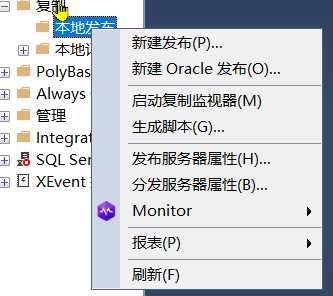 复制
本地发布
本地
PolyBas
Always
管理
Integrat
SQL Ser
XEvent
新建发布(P)...
新建 Oracle 发布(O)...
启动复制监视器(M)
生成脚本(G)...
发布服务器属性(H)...
分发服务器属性(B)...
Monitor
报表(P)
刷新(F)